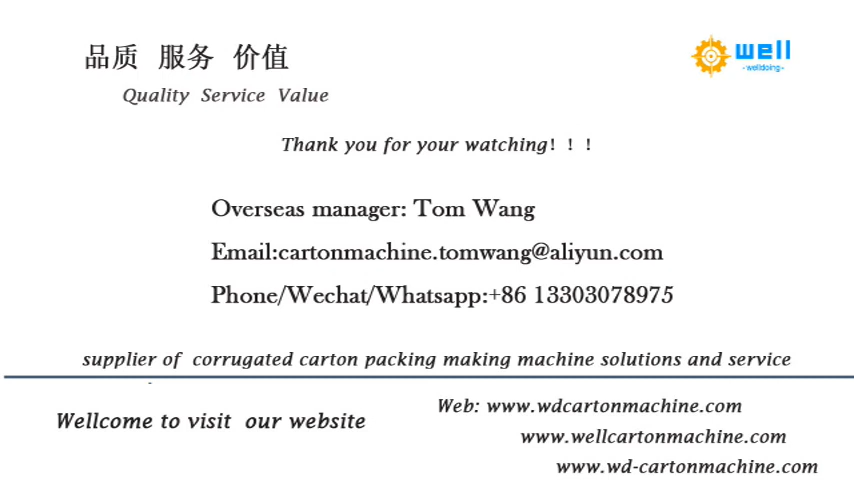 品质 服务 价值
well
-welldoing-
Quality Service Value
Thank you for your watching！！！
Overseas manager: Tom Wang
Email:cartonmachine.tomwang@aliyun.com
Phone/Wechat/Whatsapp:+86 13303078975
supplier of corrugated carton packing making machine solutions and service
Wellcome to visit our website
Web: www.wdcartonmachine.com
www.wellcartonmachine.com
www.wd-cartonmachine.com